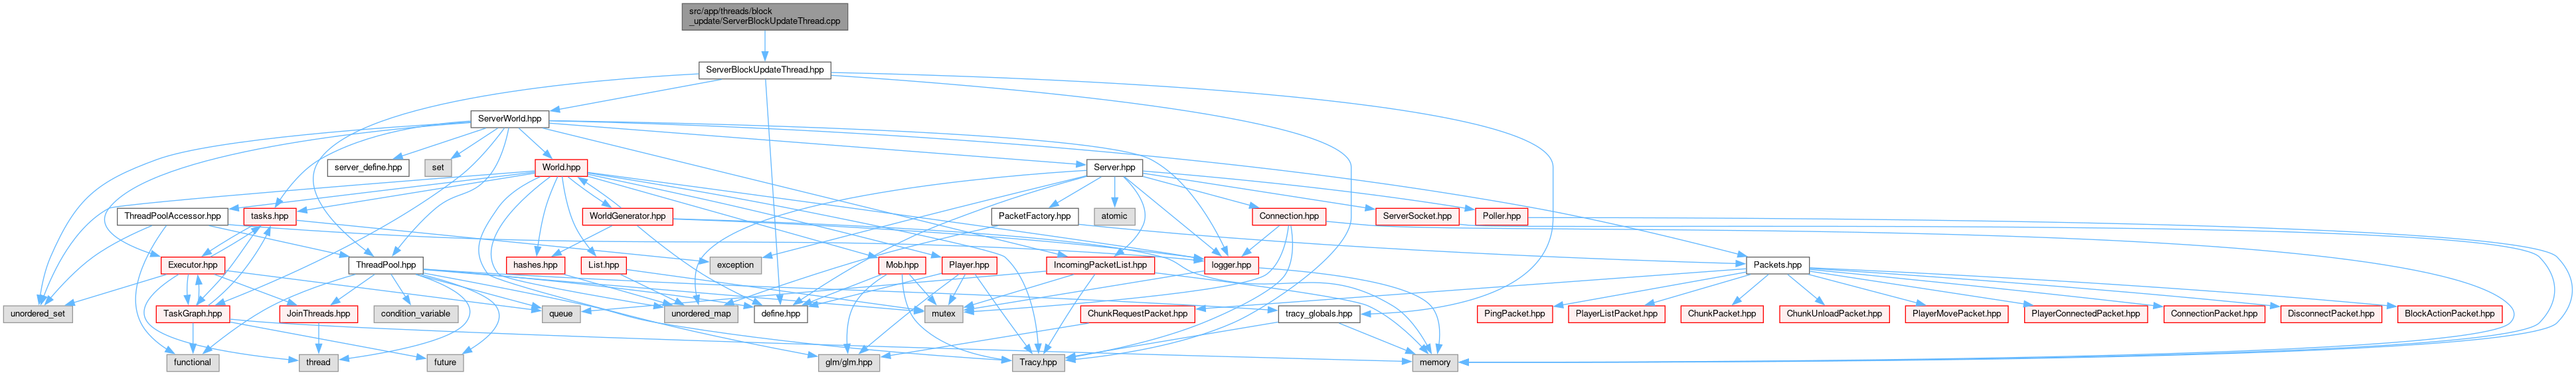 src/app/threads/block
_update/ServerBlockUpdateThread.cpp
ServerBlockUpdateThread.hpp
ServerWorld.hpp
server_define.hpp
set
World.hpp
Server.hpp
ThreadPoolAccessor.hpp
tasks.hpp
WorldGenerator.hpp
PacketFactory.hpp
atomic
Connection.hpp
ServerSocket.hpp
Poller.hpp
Executor.hpp
ThreadPool.hpp
hashes.hpp
List.hpp
exception
Mob.hpp
Player.hpp
IncomingPacketList.hpp
logger.hpp
Packets.hpp
unordered_set
TaskGraph.hpp
JoinThreads.hpp
condition_variable
queue
unordered_map
define.hpp
mutex
ChunkRequestPacket.hpp
tracy_globals.hpp
PingPacket.hpp
PlayerListPacket.hpp
ChunkPacket.hpp
ChunkUnloadPacket.hpp
PlayerMovePacket.hpp
PlayerConnectedPacket.hpp
ConnectionPacket.hpp
DisconnectPacket.hpp
BlockActionPacket.hpp
functional
thread
future
glm/glm.hpp
Tracy.hpp
memory